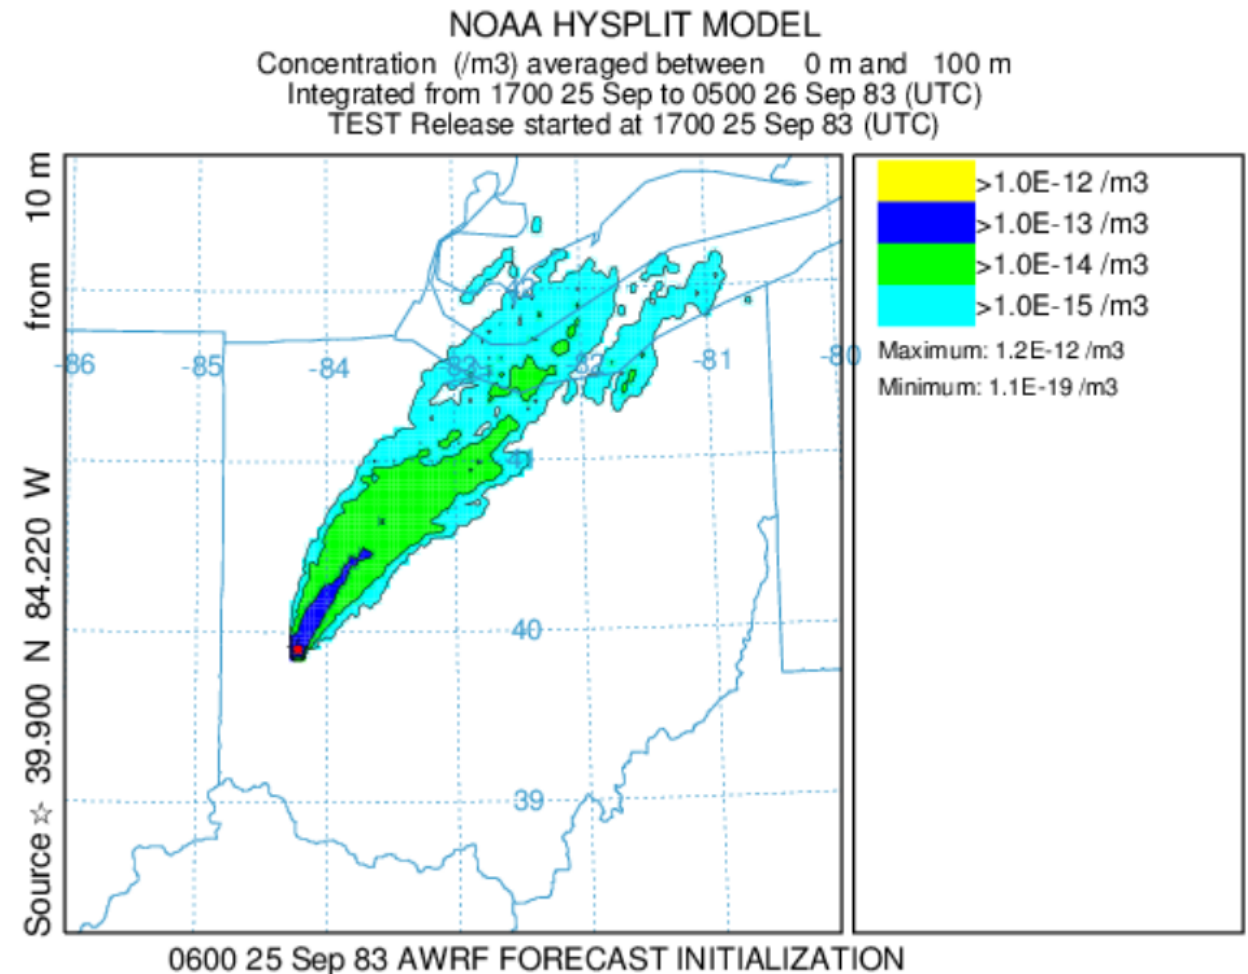 NOAA HYSPLIT MODEL
Concentration (/m3) averaged between 0 m and 100 m
Integrated from 1700 25 Sep to 0500 26 Sep 83 (UTC)
TEST Release started at 1700 25 Sep 83 (UTC)
Source ☆ 39.900 N 84.220 W from 10 m
>1.0E-12 /m3
>1.0E-13 /m3
>1.0E-14 /m3
>1.0E-15 /m3
Maximum: 1.2E-12 /m3
Minimum: 1.1E-19 /m3
42
-86 -85 -84 -83 -82 -81 -80
41
40
39
0600 25 Sep 83 AWRF FORECAST INITIALIZATION